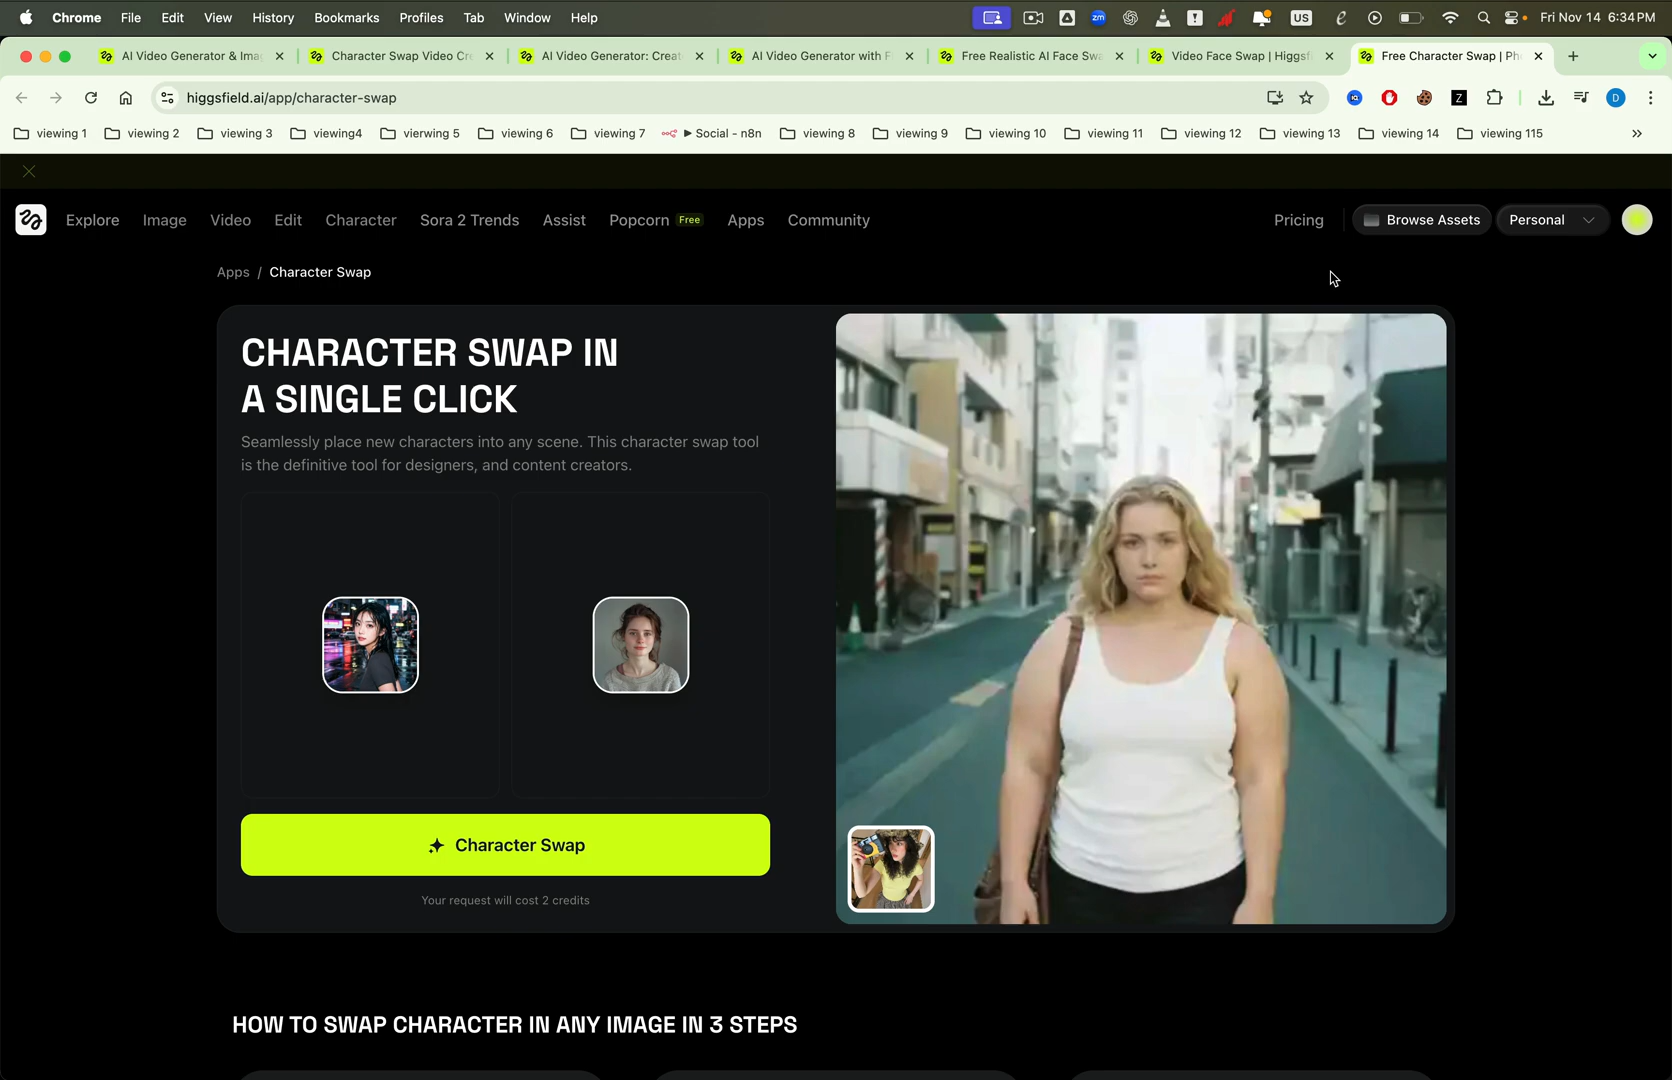 Chrome File Edit View History Bookmarks Profiles Tab Window Help
zm US Fri Nov 14 6:34 PM
AI Video Generator & Ima
Character Swap Video Cre
AI Video Generator: Creat
AI Video Generator with F
Free Realistic AI Face Swa
Video Face Swap | Higgsfi
Free Character Swap | Pho
higgsfield.ai/app/character-swap
Z D
viewing 1 viewing 2 viewing 3 viewing4 vierwing 5 viewing 6 viewing 7 ▶ Social - n8n viewing 8 viewing 9 viewing 10 viewing 11 viewing 12 viewing 13 viewing 14 viewing 115
Explore Image Video Edit Character Sora 2 Trends Assist Popcorn Free Apps Community Pricing Browse Assets Personal
Apps / Character Swap
CHARACTER SWAP IN
A SINGLE CLICK
Seamlessly place new characters into any scene. This character swap tool
is the definitive tool for designers, and content creators.
Character Swap
Your request will cost 2 credits
HOW TO SWAP CHARACTER IN ANY IMAGE IN 3 STEPS